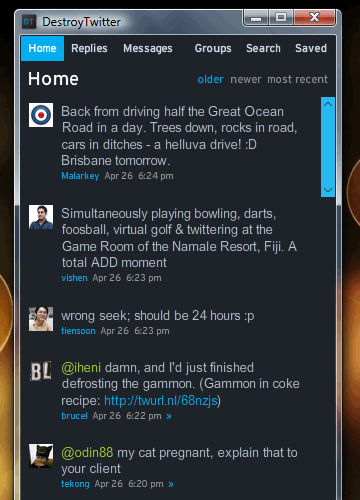 DT DestroyTwitter
Home Replies Messages Groups Search Saved
Home older newer most recent
Back from driving half the Great Ocean
Road in a day. Trees down, rocks in road,
cars in ditches - a helluva drive! :D
Brisbane tomorrow.
Malarkey Apr 26 6:24 pm
Simultaneously playing bowling, darts,
foosball, virtual golf & twittering at the
Game Room of the Namale Resort, Fiji. A
total ADD moment
vishen Apr 26 6:23 pm
wrong seek; should be 24 hours :p
tiensoon Apr 26 6:23 pm
BL
@iheni damn, and I'd just finished
defrosting the gammon. (Gammon in coke
recipe: http://twurl.nl/68nzjs)
brucel Apr 26 6:22 pm »
@odin88 my cat pregnant, explain that to
your client
tekong Apr 26 6:20 pm »